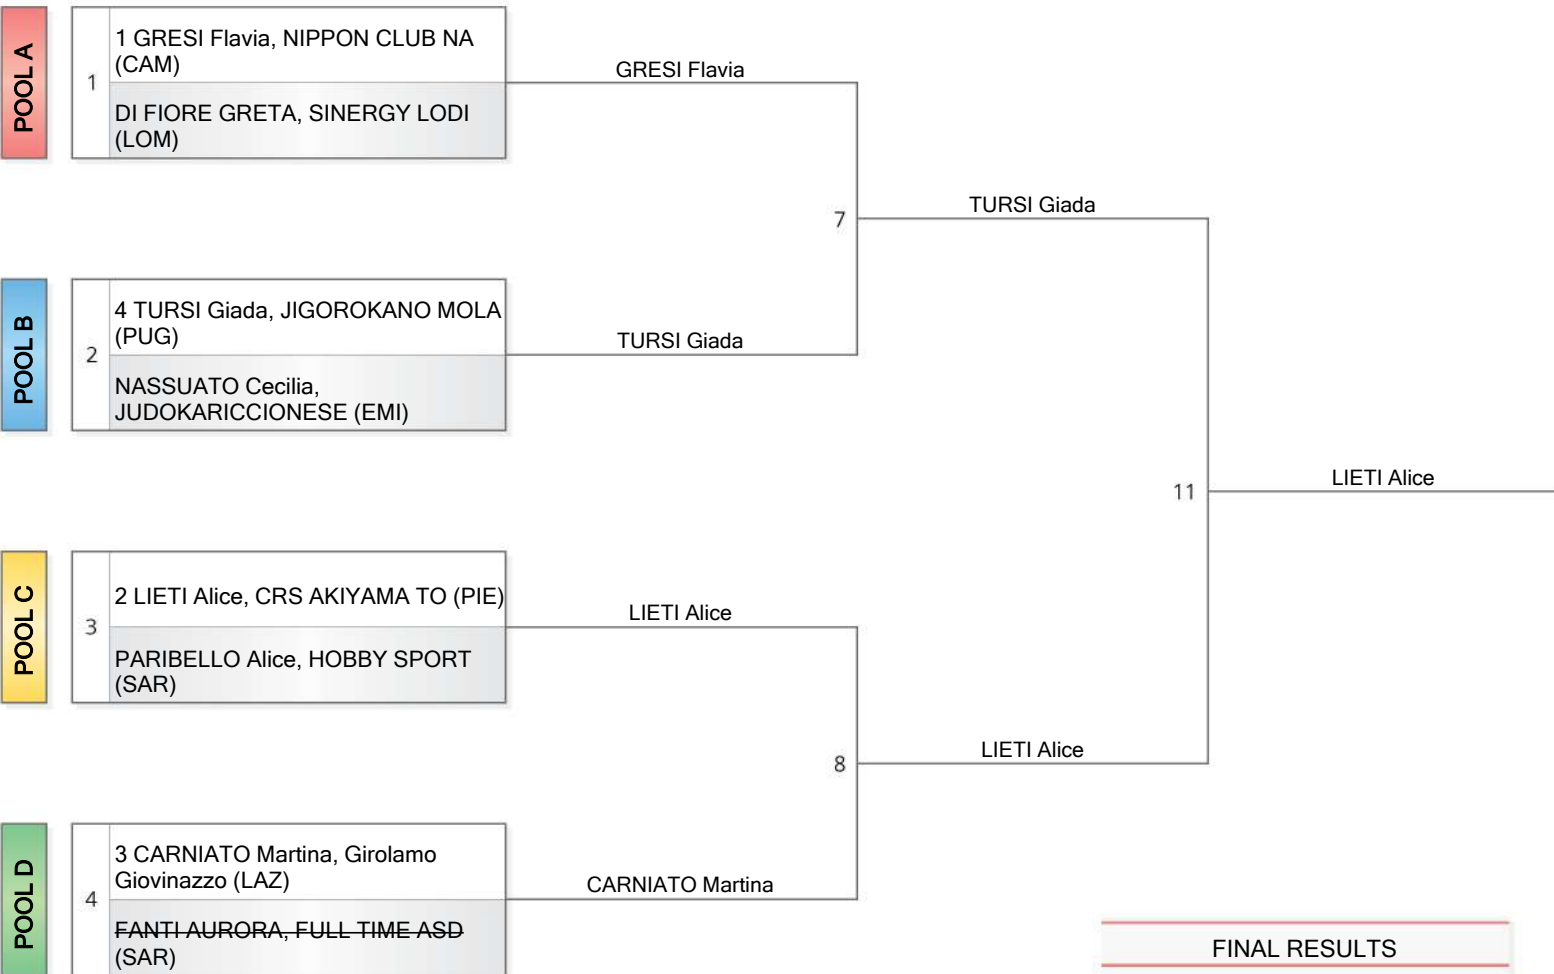 POOL A
1
1 GRESI Flavia, NIPPON CLUB NA
(CAM)
DI FIORE GRETA, SINERGY LODI
(LOM)
GRESI Flavia
7
TURSI Giada
POOL B
2
4 TURSI Giada, JIGOROKANO MOLA
(PUG)
NASSUATO Cecilia,
JUDOKARICCIONESE (EMI)
TURSI Giada
11
LIETI Alice
POOL C
3
2 LIETI Alice, CRS AKIYAMA TO (PIE)
PARIBELLO Alice, HOBBY SPORT
(SAR)
LIETI Alice
8
LIETI Alice
POOL D
4
3 CARNIATO Martina, Girolamo
Giovinazzo (LAZ)
FANTI AURORA, FULL TIME ASD
(SAR)
CARNIATO Martina
FINAL RESULTS